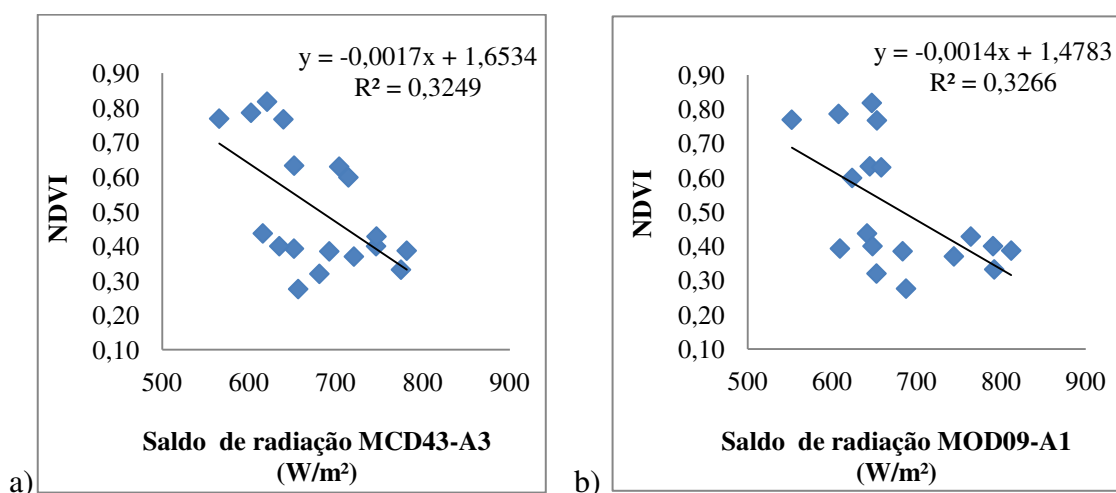 y = -0,0017x + 1,6534
R² = 0,3249
0,90
0,80
0,70
0,60
0,50
0,40
0,30
0,20
0,10
NDVI
500 600 700 800 900
Saldo de radiação MCD43-A3
(W/m²)
a)
y = -0,0014x + 1,4783
R² = 0,3266
0,90
0,80
0,70
0,60
0,50
0,40
0,30
0,20
0,10
NDVI
500 600 700 800 900
Saldo de radiação MOD09-A1
(W/m²)
b)